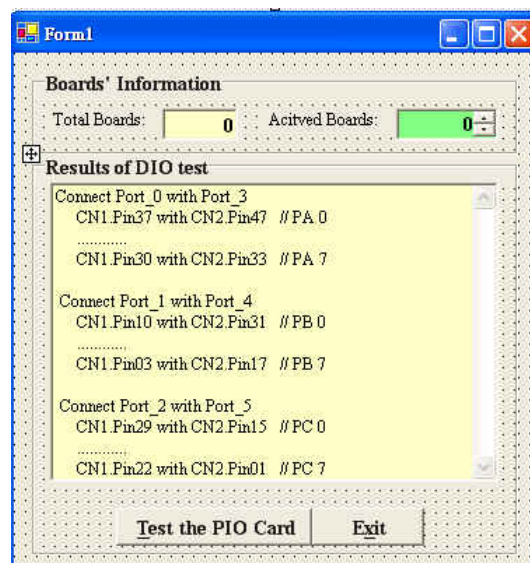 Form1
Boards' Information
Total Boards: 0 Acitved Boards: 0
Results of DIO test
Connect Port_0 with Port_3
CN1.Pin37 with CN2.Pin47 //PA 0
............
CN1.Pin30 with CN2.Pin33 //PA 7
Connect Port_1 with Port_4
CN1.Pin10 with CN2.Pin31 //PB 0
............
CN1.Pin03 with CN2.Pin17 //PB 7
Connect Port_2 with Port_5
CN1.Pin29 with CN2.Pin15 //PC 0
............
CN1.Pin22 with CN2.Pin01 //PC 7
Test the PIO Card Exit